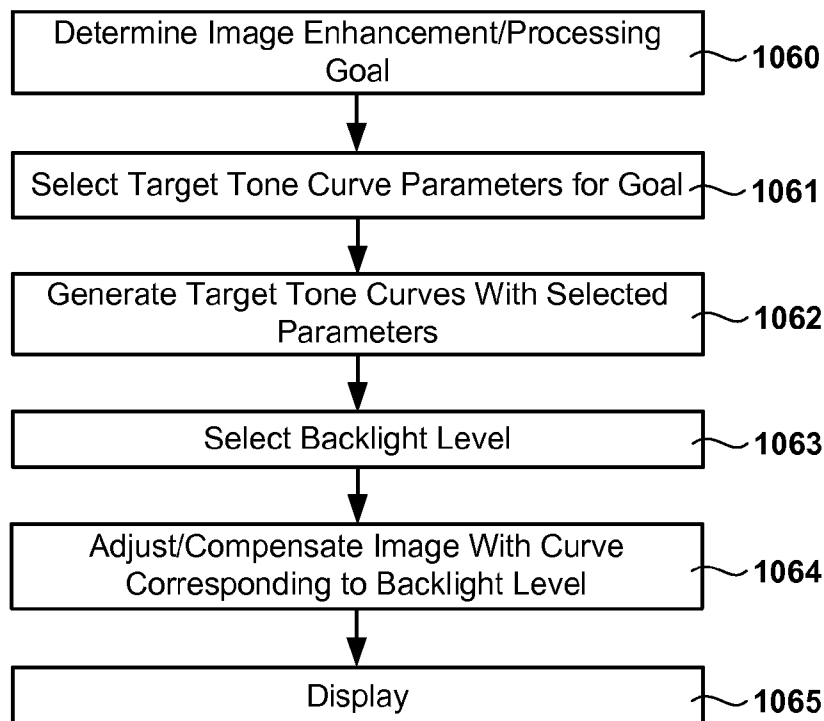 Determine Image Enhancement/Processing
Goal
1060
Select Target Tone Curve Parameters for Goal
1061
Generate Target Tone Curves With Selected
Parameters
1062
Select Backlight Level
1063
Adjust/Compensate Image With Curve
Corresponding to Backlight Level
1064
Display
1065